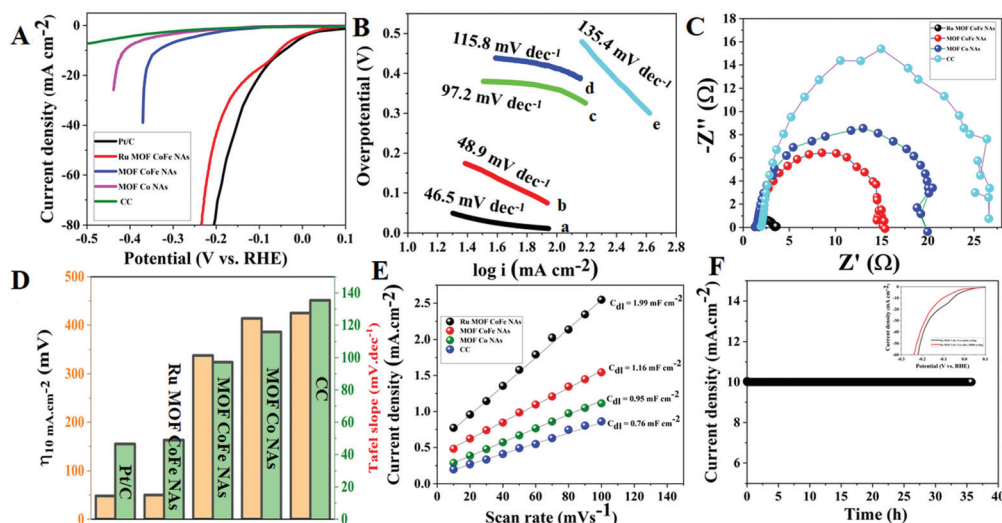 A
Current density (mA cm⁻²)
0
-20
-40
-60
-80
Pt/C
Ru MOF CoFe NAs
MOF CoFe NAs
MOF Co NAs
CC
-0.5 -0.4 -0.3 -0.2 -0.1 0.0 0.1
Potential (V vs. RHE)
B
Overpotential (V)
0.5
0.4
0.3
0.2
0.1
0.0
115.8 mV dec⁻¹
135.4 mV dec⁻¹
97.2 mV dec⁻¹
48.9 mV dec⁻¹
46.5 mV dec⁻¹
d
c
e
b
a
1.0 1.2 1.4 1.6 1.8 2.0 2.2 2.4 2.6 2.8
log i (mA cm⁻²)
C
-Z'' (Ω)
18
16
14
12
10
8
6
4
2
0
Ru MOF CoFe NAs
MOF CoFe NAs
MOF Co NAs
CC
0 5 10 15 20 25
Z' (Ω)
D
η10 mA.cm-2 (mV)
500
400
300
200
100
0
Pt/C
Ru MOF CoFe NAs
MOF CoFe NAs
MOF Co NAs
CC
140
120
100
80
60
40
20
0
Tafel slope (mV.dec⁻¹)
E
Current density (mA.cm⁻²)
3.0
2.5
2.0
1.5
1.0
0.5
0.0
Ru MOF CoFe NAs
MOF CoFe NAs
MOF Co NAs
CC
Cdl = 1.99 mF cm⁻²
Cdl = 1.16 mF cm⁻²
Cdl = 0.95 mF cm⁻²
Cdl = 0.76 mF cm⁻²
0 20 40 60 80 100 120 140
Scan rate (mVs⁻¹)
F
Current density (mA.cm⁻²)
14
12
10
8
6
Current density (mA cm⁻²)
Potential (V vs. RHE)
0 5 10 15 20 25 30 35 40
Time (h)